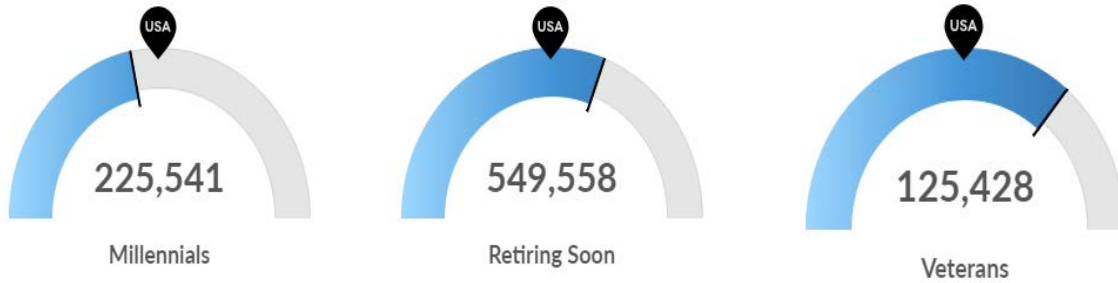 USA
225,541
Millennials
USA
549,558
Retiring Soon
USA
125,428
Veterans